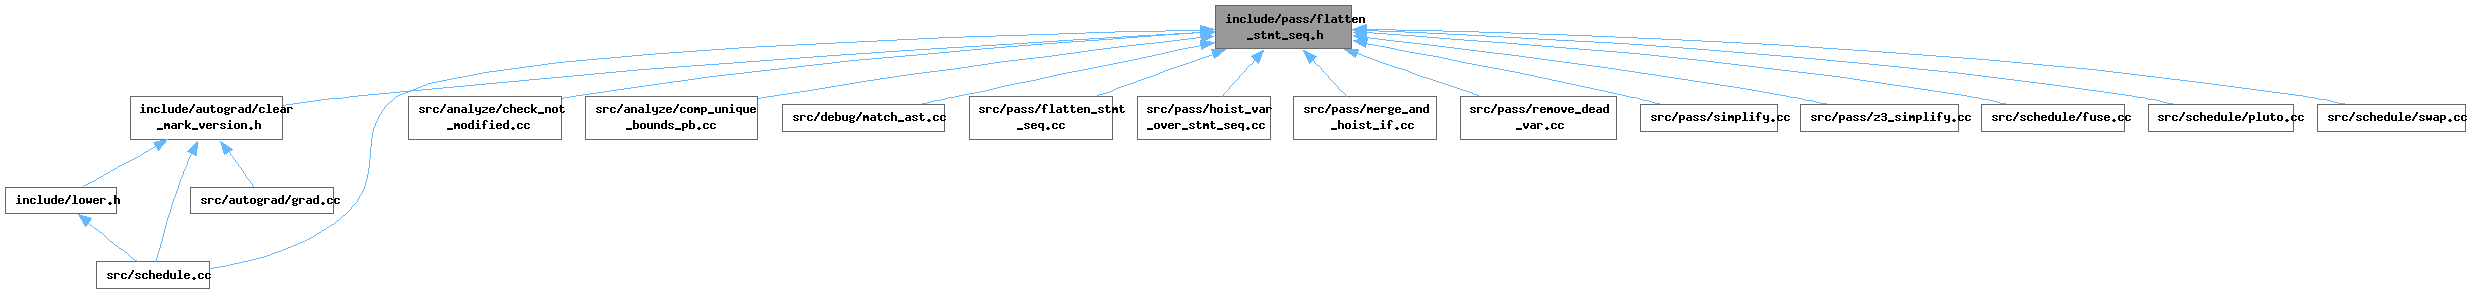 include/pass/flatten
_stmt_seq.h
include/autograd/clear
_mark_version.h
src/analyze/check_not
_modified.cc
src/analyze/comp_unique
_bounds_pb.cc
src/debug/match_ast.cc
src/pass/flatten_stmt
_seq.cc
src/pass/hoist_var
_over_stmt_seq.cc
src/pass/merge_and
_hoist_if.cc
src/pass/remove_dead
_var.cc
src/pass/simplify.cc
src/pass/z3_simplify.cc
src/schedule/fuse.cc
src/schedule/pluto.cc
src/schedule/swap.cc
include/lower.h
src/autograd/grad.cc
src/schedule.cc